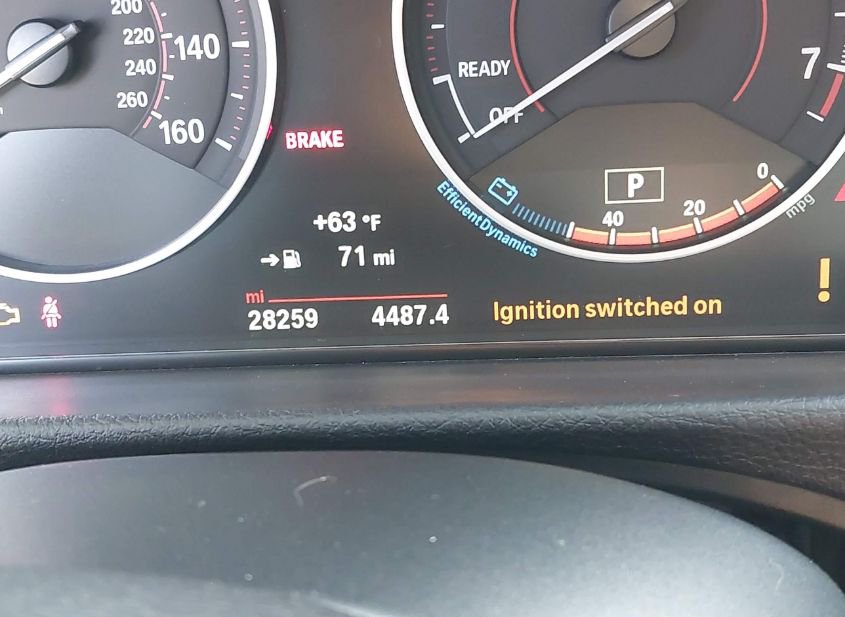 200
220
240
260
140
160
BRAKE
+63 °F
71 mi
mi
28259 4487.4
READY
OFF
7
P
EfficientDynamics
40 20 0
mpg
Ignition switched on
!